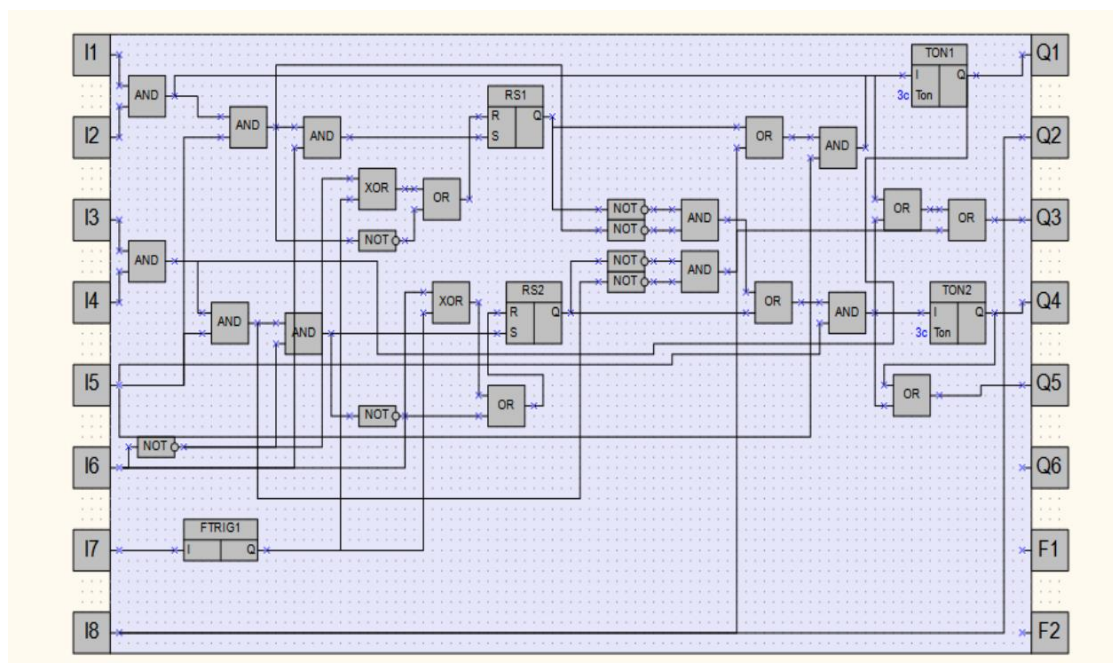 I1
TON1
Q1
I Q
AND
3с Ton
RS1
R Q
S
AND
I2
AND
OR
AND
Q2
XOR
OR
NOT
OR
OR
I3
NOT
AND
Q3
NOT
NOT
AND
NOT
AND
NOT
RS2
R Q
S
XOR
OR
AND
TON2
I Q
3с Ton
I4
AND
AND
Q4
I5
OR
Q5
NOT
OR
NOT
I6
Q6
FTRIG1
I Q
I7
F1
I8
F2